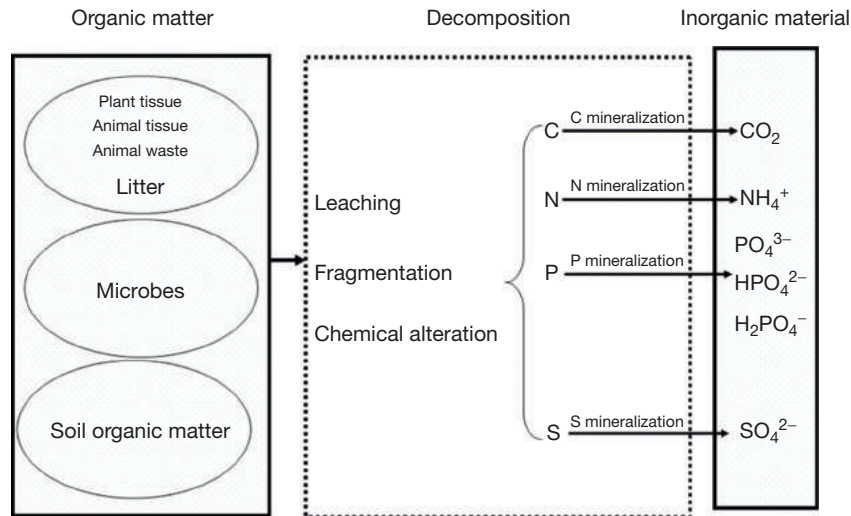 Organic matter
Decomposition
Inorganic material
Plant tissue
Animal tissue
Animal waste
Litter
Microbes
Soil organic matter
Leaching
Fragmentation
Chemical alteration
C
C mineralization
CO₂
N
N mineralization
NH₄⁺
P
P mineralization
PO₄³⁻
HPO₄²⁻
H₂PO₄⁻
S
S mineralization
SO₄²⁻